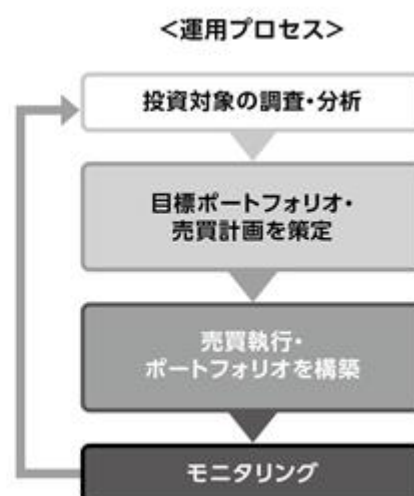 <運用プロセス>
投資対象の調査・分析
目標ポートフォリオ・
売買計画を策定
売買執行・
ポートフォリオを構築
モニタリング